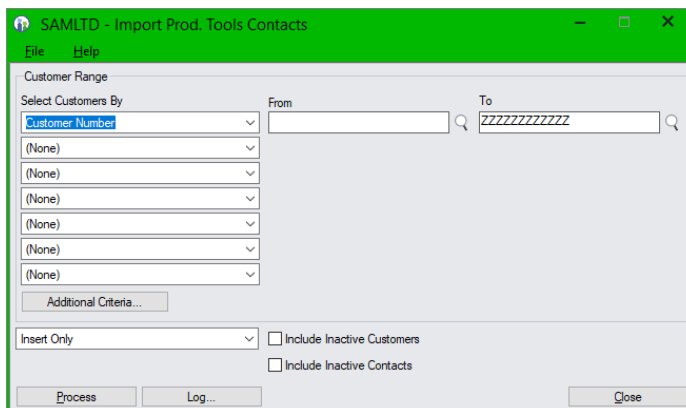 SAMLTD - Import Prod. Tools Contacts
File Help
Customer Range
Select Customers By From To
Customer Number ZZZZZZZZZZZZ
(None)
(None)
(None)
(None)
(None)
(None)
Additional Criteria...
Insert Only Include Inactive Customers
Include Inactive Contacts
Process Log... Close